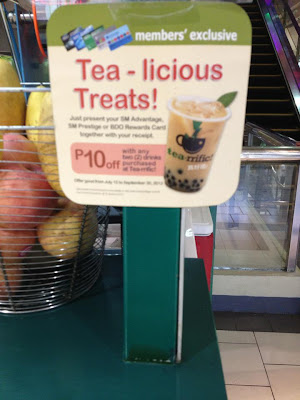 members' exclusive
Tea - licious
Treats!
Just present your SM Advantage,
SM Prestige or BDO Rewards Card
together with your receipt.
P10 off
with any
two (2) drinks
purchased
at Tea-rrific!
tea-rrific!